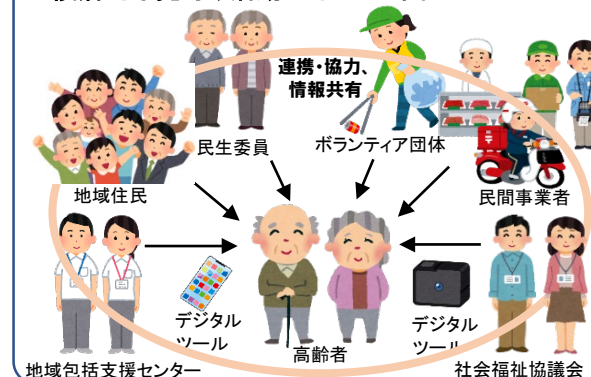 連携・協力、
情報共有
民生委員
ボランティア団体
地域住民
民間事業者
デジタル
ツール
高齢者
デジタル
ツール
地域包括支援センター
社会福祉協議会